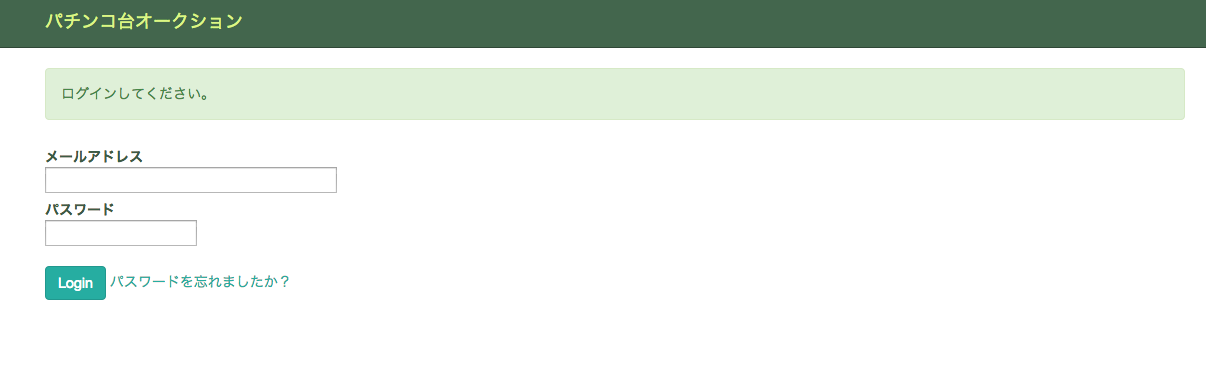 パチンコ台オークション
ログインしてください。
メールアドレス
パスワード
Login パスワードを忘れましたか？